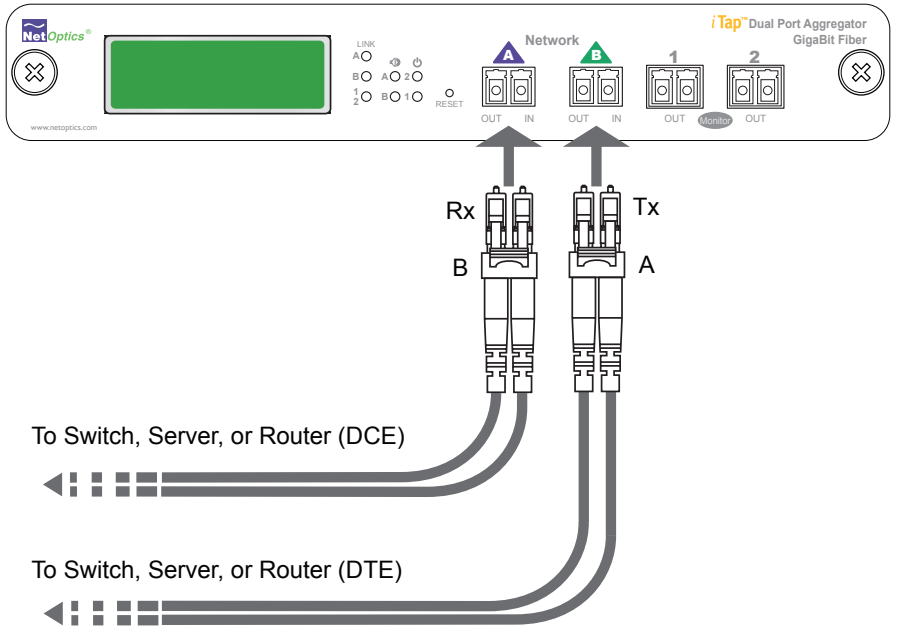 NetOptics®
iTap™ Dual Port Aggregator
GigaBit Fiber
LINK
A
B A 2
1
2 B 1
RESET
Network
A B 1 2
OUT IN OUT IN OUT Monitor OUT
www.netoptics.com
Rx Tx
B A
To Switch, Server, or Router (DCE)
To Switch, Server, or Router (DTE)